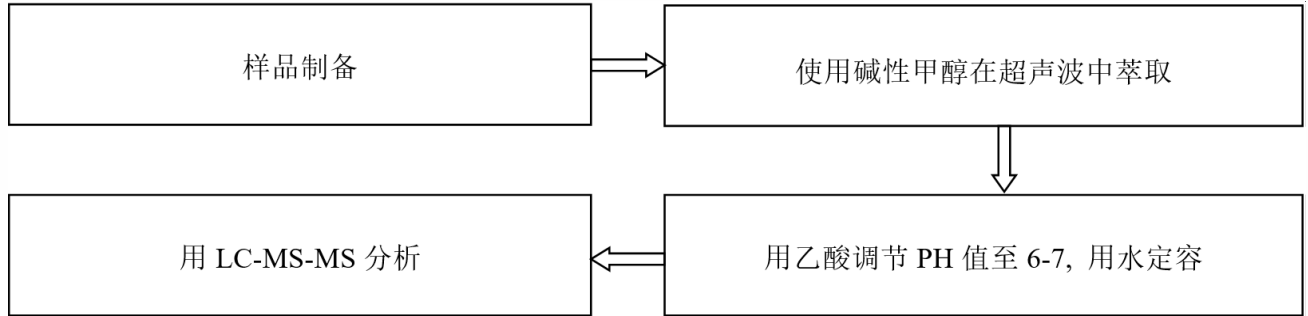 样品制备
使用碱性甲醇在超声波中萃取
用乙酸调节 PH 值至 6-7, 用水定容
用 LC-MS-MS 分析